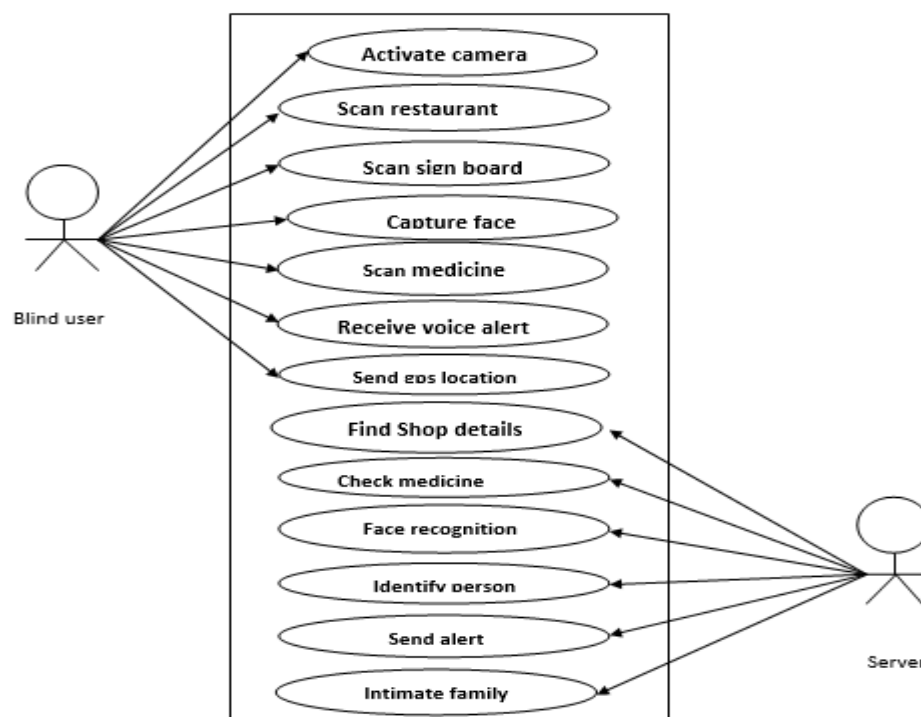 Activate camera
Scan restaurant
Scan sign board
Capture face
Scan medicine
Receive voice alert
Send gps location
Blind user
Find Shop details
Check medicine
Face recognition
Identify person
Send alert
Intimate family
Server